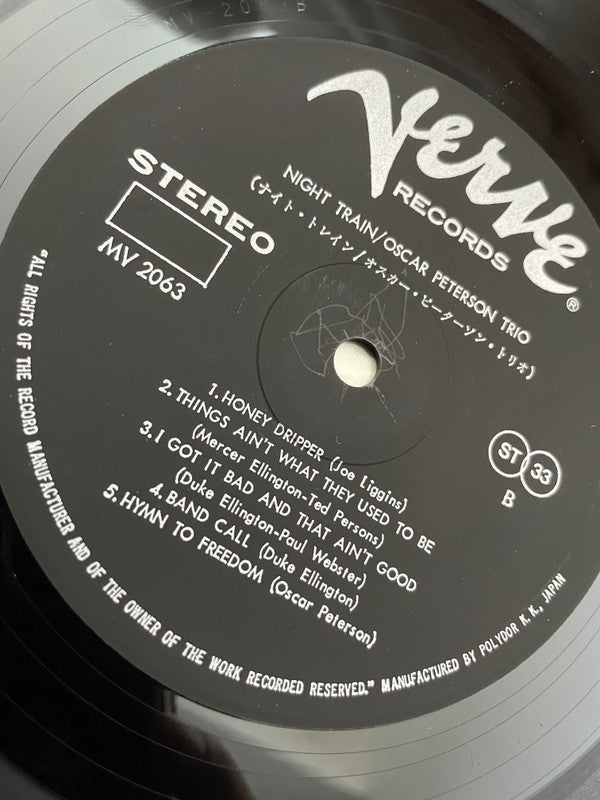 MV 20 B
Verve
RECORDS
®
NIGHT TRAIN/OSCAR PETERSON TRIO
(ナイト・トレイン/オスカー・ピーターソン・トリオ)
STEREO
MV 2063
ST 33
B
1. HONEY DRIPPER (Joe Liggins)
2. THINGS AIN'T WHAT THEY USED TO BE
(Mercer Ellington-Ted Persons)
3. I GOT IT BAD AND THAT AIN'T GOOD
(Duke Ellington-Paul Webster)
4. BAND CALL (Duke Ellington)
5. HYMN TO FREEDOM (Oscar Peterson)
"ALL RIGHTS OF THE RECORD MANUFACTURER AND OF THE OWNER OF THE WORK RECORDED RESERVED." MANUFACTURED BY POLYDOR K.K., JAPAN